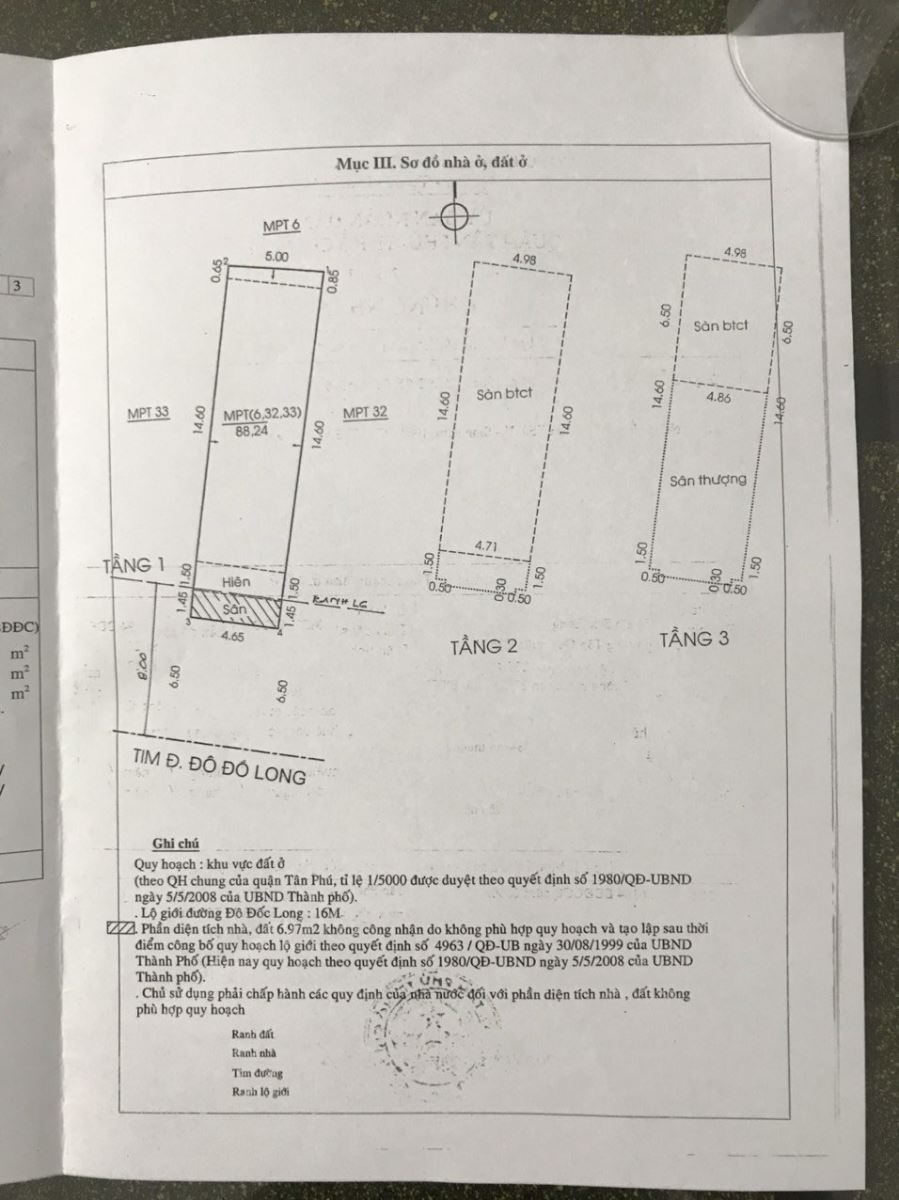 3
ĐĐC)
m²
m²
m²
Mục III. Sơ đồ nhà ở, đất ở
MPT 6
5.00
0.65
2
0.85
4.98
4.98
6.50
Sàn btct
6.50
MPT 33
14.60
MPT(6,32,33)
88,24
14.60
MPT 32
14.60
Sàn btct
14.60
14.60
4.86
14.60
Sân thượng
4.71
TẦNG 1
1.50
Hiên
1.50
1.50
1.50
0.50
0.30
0.50
1.50
1.50
0.50
0.30
0.50
1.45
Sân
1.45
RANH LG
3
4.65
4
TẦNG 2
TẦNG 3
8.00
6.50
6.50
TIM Đ. ĐÔ ĐỐ LONG
Ghi chú
Quy hoạch : khu vực đất ở
(theo QH chung của quận Tân Phú, tỉ lệ 1/5000 được duyệt theo quyết định số 1980/QĐ-UBND
ngày 5/5/2008 của UBND Thành phố).
. Lộ giới đường Đô Đốc Long : 16M
. Phần diện tích nhà, đất 6.97m2 không công nhận do không phù hợp quy hoạch và tạo lập sau thời
điểm công bố quy hoạch lộ giới theo quyết định số 4963 / QĐ-UB ngày 30/08/1999 của UBND
Thành Phố (Hiện nay quy hoạch theo quyết định số 1980/QĐ-UBND ngày 5/5/2008 của UBND
Thành phố).
. Chủ sử dụng phải chấp hành các quy định của nhà nước đối với phần diện tích nhà , đất không
phù hợp quy hoạch
Ranh đất
Ranh nhà
Tim đường
Ranh lộ giới